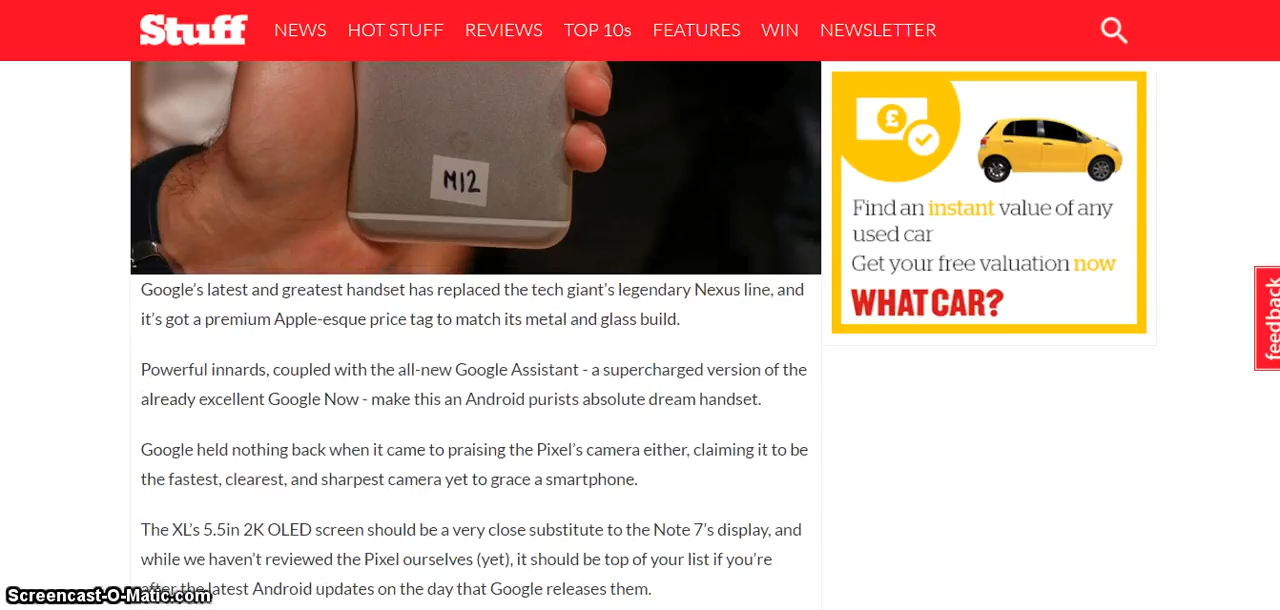 Stuff
NEWS HOT STUFF REVIEWS TOP 10s FEATURES WIN NEWSLETTER
M12
Find an instant value of any
used car
Get your free valuation now
WHAT CAR?
feedback
Google’s latest and greatest handset has replaced the tech giant’s legendary Nexus line, and
it’s got a premium Apple-esque price tag to match its metal and glass build.
Powerful innards, coupled with the all-new Google Assistant - a supercharged version of the
already excellent Google Now - make this an Android purists absolute dream handset.
Google held nothing back when it came to praising the Pixel’s camera either, claiming it to be
the fastest, clearest, and sharpest camera yet to grace a smartphone.
The XL’s 5.5in 2K OLED screen should be a very close substitute to the Note 7’s display, and
while we haven’t reviewed the Pixel ourselves (yet), it should be top of your list if you’re
after the latest Android updates on the day that Google releases them.
Screencast-O-Matic.com